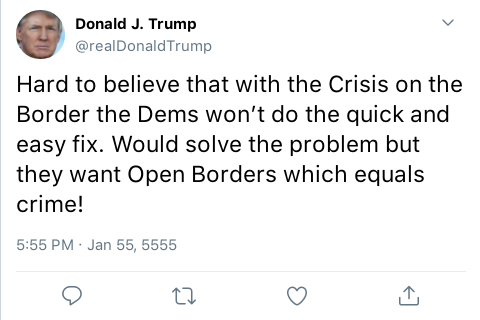 Donald J. Trump
@realDonaldTrump
Hard to believe that with the Crisis on the
Border the Dems won’t do the quick and
easy fix. Would solve the problem but
they want Open Borders which equals
crime!
5:55 PM · Jan 55, 5555